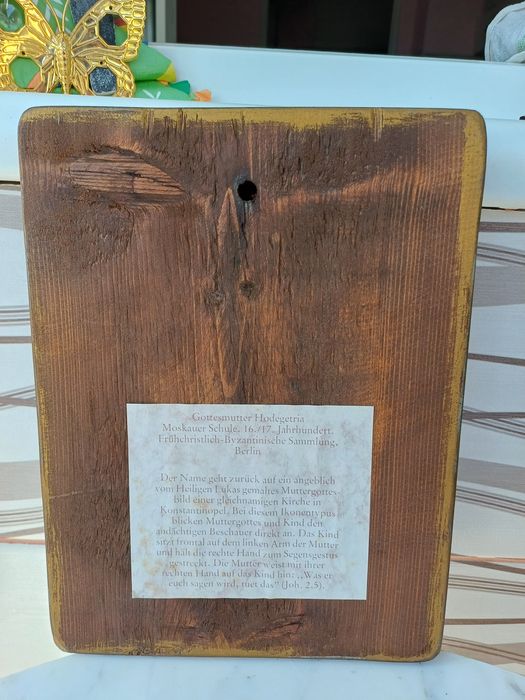 Gottesmutter Hodegetria
Moskauer Schule, 16./17. Jahrhundert.
Frühchristlich-Byzantinische Sammlung,
Berlin
Der Name geht zurück auf ein angeblich
vom Heiligen Lukas gemaltes Muttergottes-
Bild einer gleichnamigen Kirche in
Konstantinopel. Bei diesem Ikonentypus
blicken Muttergottes und Kind den
andächtigen Beschauer direkt an. Das Kind
sitzt frontal auf dem linken Arm der Mutter
und hält die rechte Hand zum Segensgestus
gestreckt. Die Mutter weist mit ihrer
rechten Hand auf das Kind hin: „Was er
euch sagen wird, tuet das“ (Joh. 2,5).